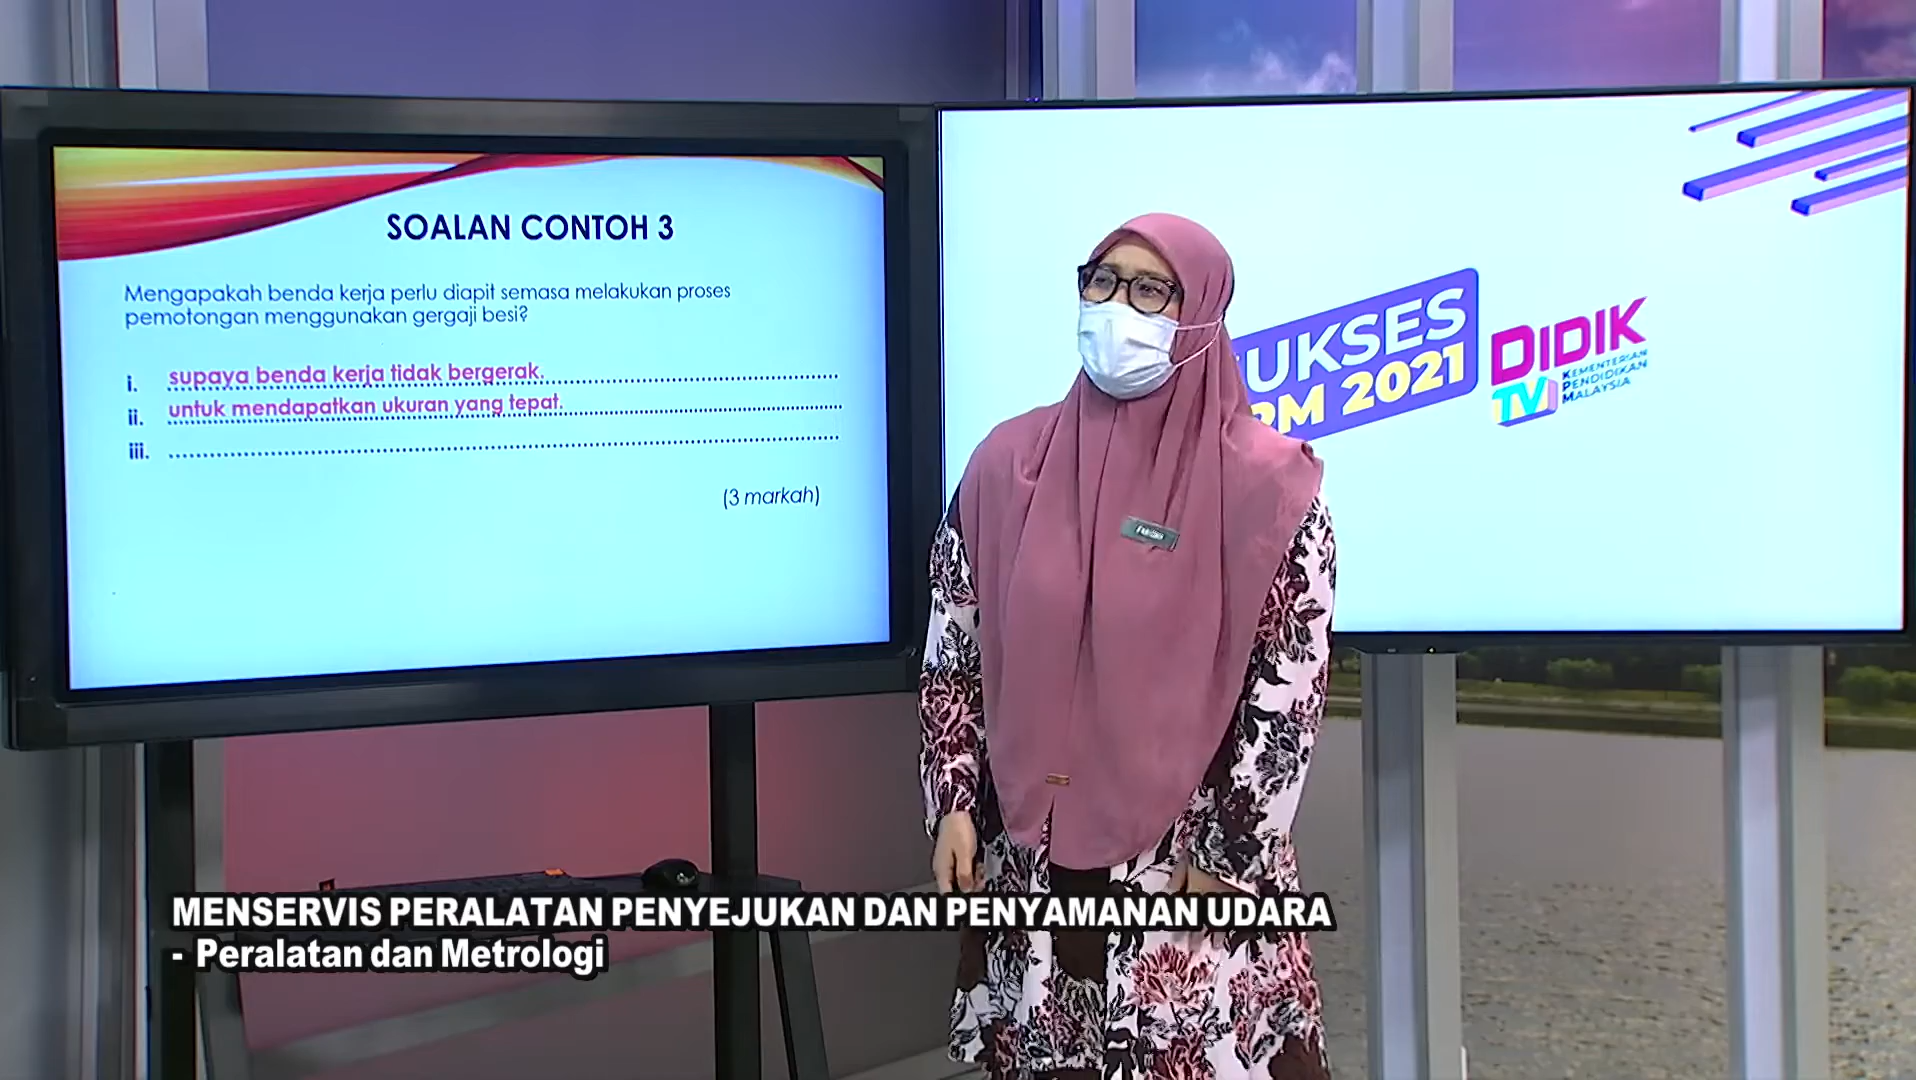 SOALAN CONTOH 3
Mengapakah benda kerja perlu diapit semasa melakukan proses
pemotongan menggunakan gergaji besi?
i. supaya benda kerja tidak bergerak.
ii. untuk mendapatkan ukuran yang tepat.
iii.
(3 markah)
UKSES
PM 2021
DIDIK
TV
KEMENTERIAN
PENDIDIKAN
MALAYSIA
MENSERVIS PERALATAN PENYEJUKAN DAN PENYAMANAN UDARA
- Peralatan dan Metrologi